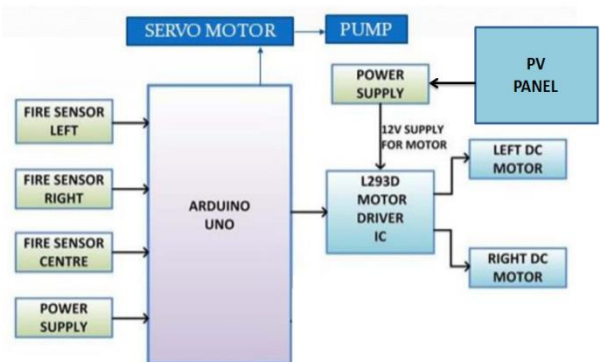 SERVO MOTOR
PUMP
POWER
SUPPLY
PV
PANEL
FIRE SENSOR
LEFT
12V SUPPLY
FOR MOTOR
LEFT DC
MOTOR
FIRE SENSOR
RIGHT
ARDUINO
UNO
L293D
MOTOR
DRIVER
IC
FIRE SENSOR
CENTRE
RIGHT DC
MOTOR
POWER
SUPPLY